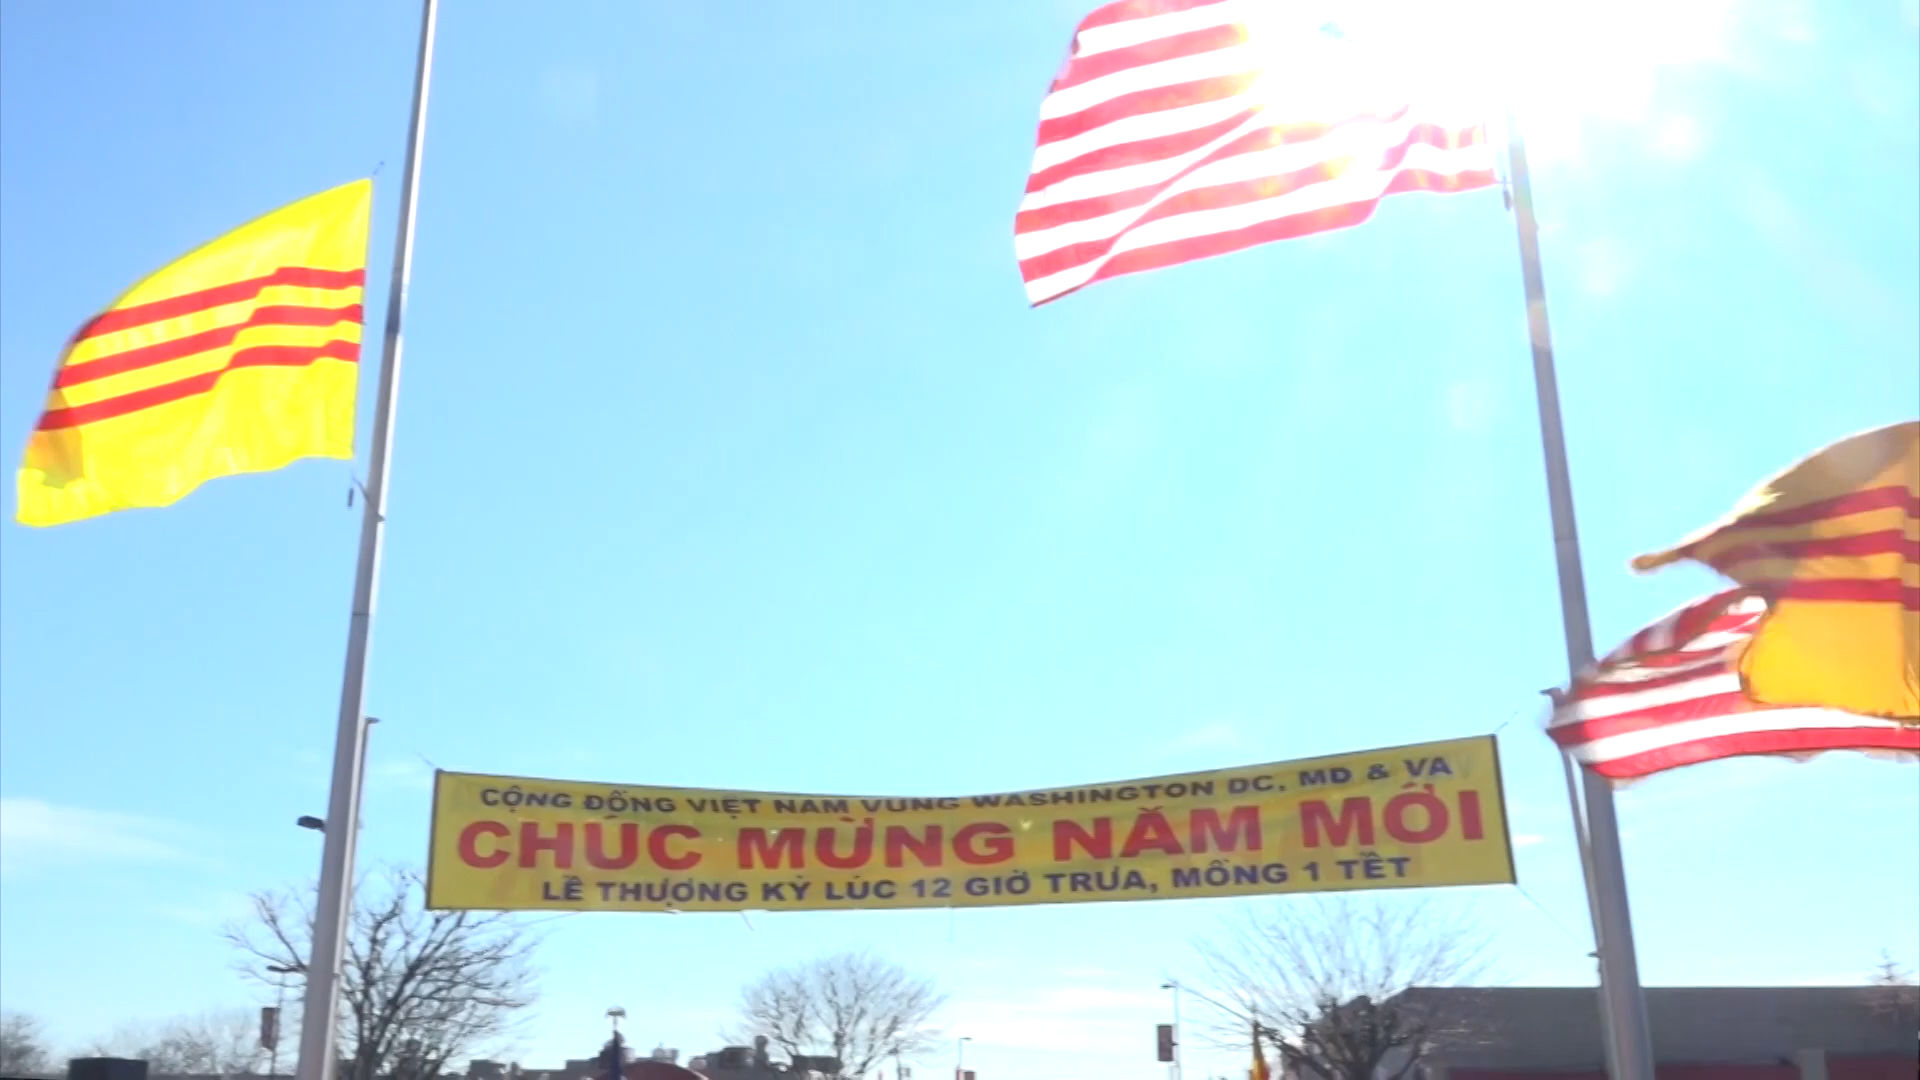 CỘNG ĐỒNG VIỆT NAM VÙNG WASHINGTON DC, MD & VA
CHÚC MỪNG NĂM MỚI
LỄ THƯỢNG KỲ LÚC 12 GIỜ TRƯA, MỒNG 1 TẾT